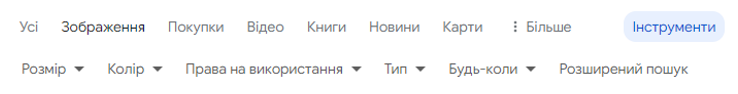 Усі Зображення Покупки Відео Книги Новини Карти Більше Інструменти
Розмір Колір Права на використання Тип Будь-коли Розширений пошук